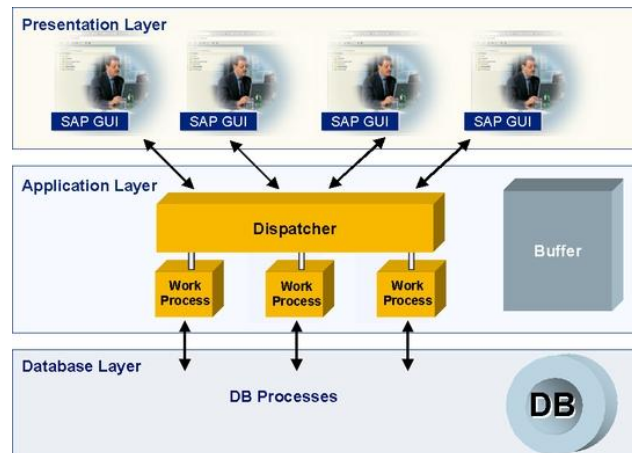 Presentation Layer
SAP GUI
SAP GUI
SAP GUI
SAP GUI
Application Layer
Dispatcher
Buffer
Work
Process
Work
Process
Work
Process
Database Layer
DB Processes
DB